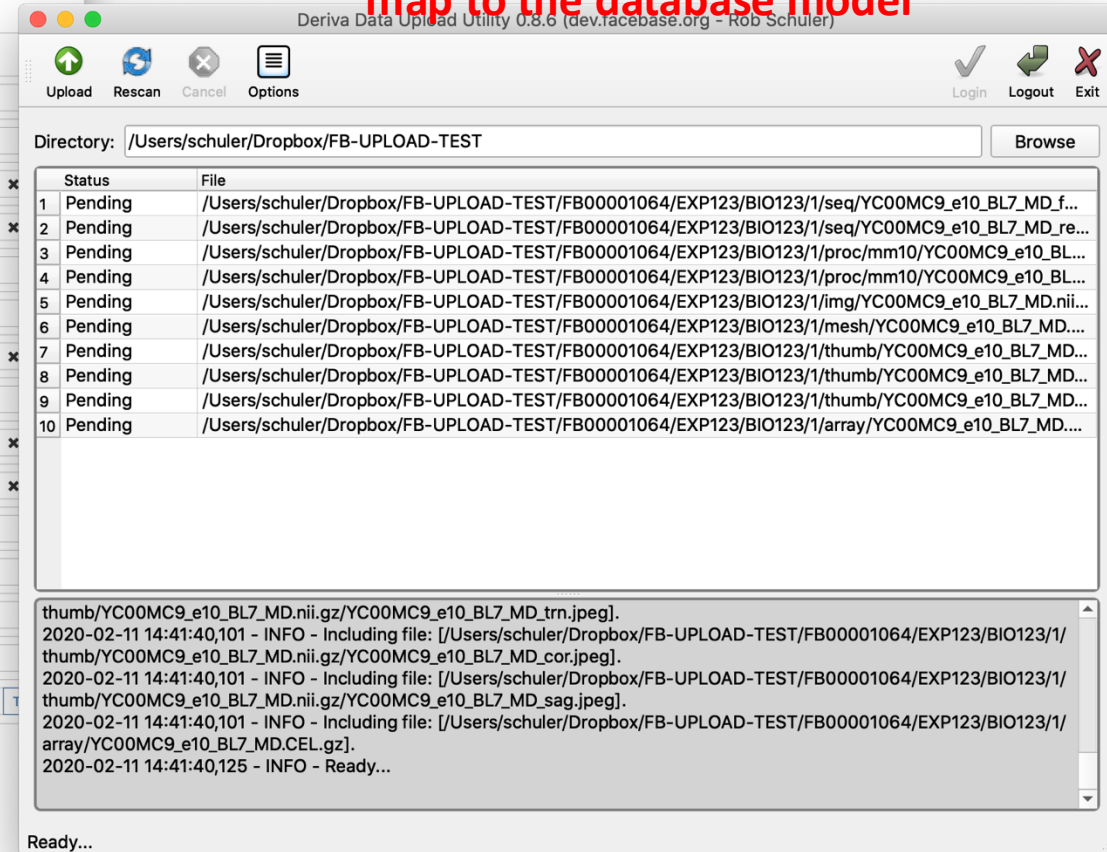 map to the database model
Deriva Data Upload Utility 0.8.6 (dev.facebase.org - Rob Schuler)
Upload Rescan Cancel Options Login Logout Exit
Directory: /Users/schuler/Dropbox/FB-UPLOAD-TEST Browse
Status File
1 Pending /Users/schuler/Dropbox/FB-UPLOAD-TEST/FB00001064/EXP123/BIO123/1/seq/YC00MC9_e10_BL7_MD_f...
2 Pending /Users/schuler/Dropbox/FB-UPLOAD-TEST/FB00001064/EXP123/BIO123/1/seq/YC00MC9_e10_BL7_MD_re...
3 Pending /Users/schuler/Dropbox/FB-UPLOAD-TEST/FB00001064/EXP123/BIO123/1/proc/mm10/YC00MC9_e10_BL...
4 Pending /Users/schuler/Dropbox/FB-UPLOAD-TEST/FB00001064/EXP123/BIO123/1/proc/mm10/YC00MC9_e10_BL...
5 Pending /Users/schuler/Dropbox/FB-UPLOAD-TEST/FB00001064/EXP123/BIO123/1/img/YC00MC9_e10_BL7_MD.nii...
6 Pending /Users/schuler/Dropbox/FB-UPLOAD-TEST/FB00001064/EXP123/BIO123/1/mesh/YC00MC9_e10_BL7_MD....
7 Pending /Users/schuler/Dropbox/FB-UPLOAD-TEST/FB00001064/EXP123/BIO123/1/thumb/YC00MC9_e10_BL7_MD...
8 Pending /Users/schuler/Dropbox/FB-UPLOAD-TEST/FB00001064/EXP123/BIO123/1/thumb/YC00MC9_e10_BL7_MD...
9 Pending /Users/schuler/Dropbox/FB-UPLOAD-TEST/FB00001064/EXP123/BIO123/1/thumb/YC00MC9_e10_BL7_MD...
10 Pending /Users/schuler/Dropbox/FB-UPLOAD-TEST/FB00001064/EXP123/BIO123/1/array/YC00MC9_e10_BL7_MD....
thumb/YC00MC9_e10_BL7_MD.nii.gz/YC00MC9_e10_BL7_MD_trn.jpeg].
2020-02-11 14:41:40,101 - INFO - Including file: [/Users/schuler/Dropbox/FB-UPLOAD-TEST/FB00001064/EXP123/BIO123/1/
thumb/YC00MC9_e10_BL7_MD.nii.gz/YC00MC9_e10_BL7_MD_cor.jpeg].
2020-02-11 14:41:40,101 - INFO - Including file: [/Users/schuler/Dropbox/FB-UPLOAD-TEST/FB00001064/EXP123/BIO123/1/
thumb/YC00MC9_e10_BL7_MD.nii.gz/YC00MC9_e10_BL7_MD_sag.jpeg].
2020-02-11 14:41:40,101 - INFO - Including file: [/Users/schuler/Dropbox/FB-UPLOAD-TEST/FB00001064/EXP123/BIO123/1/
array/YC00MC9_e10_BL7_MD.CEL.gz].
2020-02-11 14:41:40,125 - INFO - Ready...
Ready...